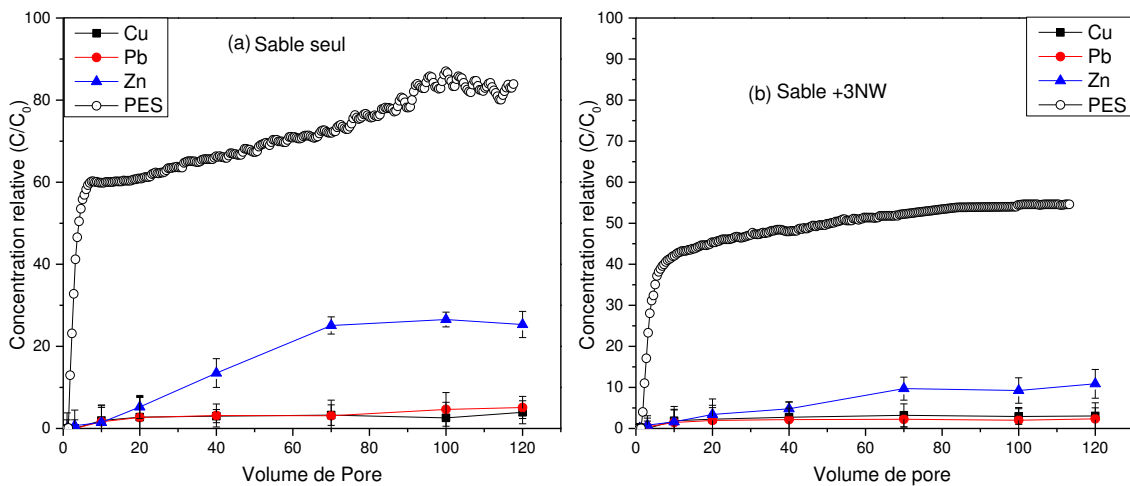 100
80
60
40
20
0
Concentration relative (C/C0)
Cu
Pb
Zn
PES
(a) Sable seul
0 20 40 60 80 100 120
Volume de Pore
100
90
80
70
60
50
40
30
20
10
0
Concentration relative (C/C0)
Cu
Pb
Zn
PES
(b) Sable +3NW
0 20 40 60 80 100 120
Volume de pore